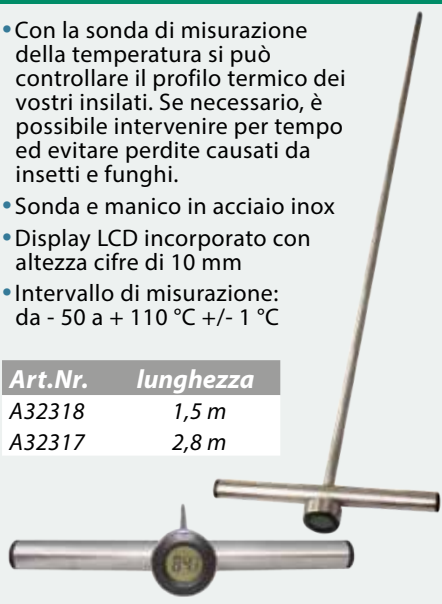 • Con la sonda di misurazione
della temperatura si può
controllare il profilo termico dei
vostri insilati. Se necessario, è
possibile intervenire per tempo
ed evitare perdite causati da
insetti e funghi.
• Sonda e manico in acciaio inox
• Display LCD incorporato con
altezza cifre di 10 mm
• Intervallo di misurazione:
da - 50 a + 110 °C +/- 1 °C
Art.Nr. lunghezza
A32318 1,5 m
A32317 2,8 m